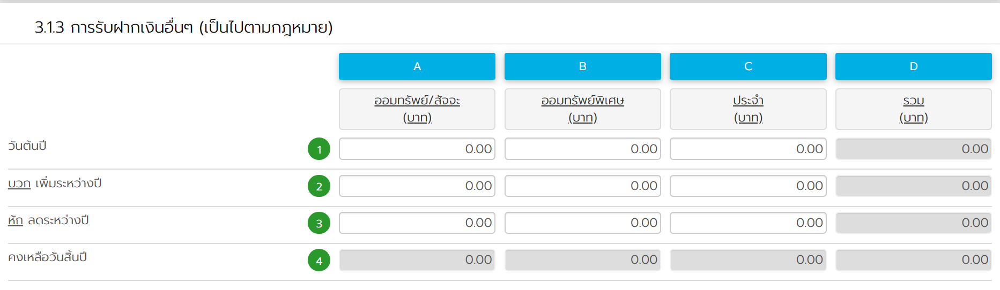 3.1.3 การรับฝากเงินอื่นๆ (เป็นไปตามกฎหมาย)
A B C D
ออมทรัพย์/สัจจะ ออมทรัพย์พิเศษ ประจำ รวม
(บาท) (บาท) (บาท) (บาท)
วันต้นปี 1 0.00 0.00 0.00 0.00
บวก เพิ่มระหว่างปี 2 0.00 0.00 0.00 0.00
หัก ลดระหว่างปี 3 0.00 0.00 0.00 0.00
คงเหลือวันสิ้นปี 4 0.00 0.00 0.00 0.00